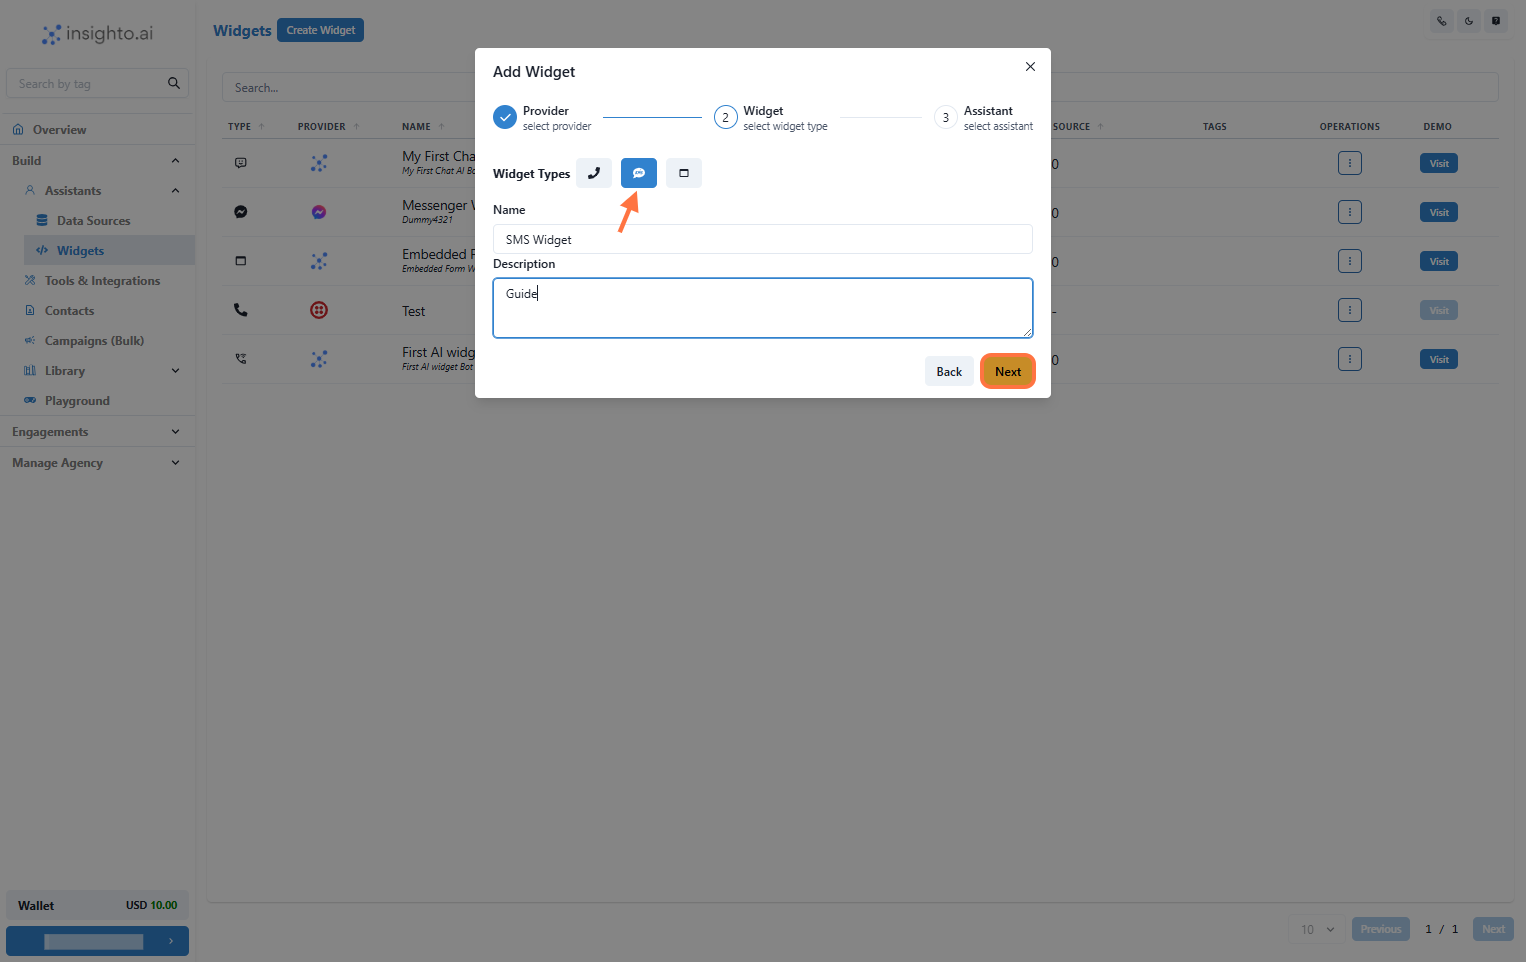 insighto.ai
Search by tag
Overview
Build
Assistants
Data Sources
Widgets
Tools & Integrations
Contacts
Campaigns (Bulk)
Library
Playground
Engagements
Manage Agency
Wallet USD 10.00
Widgets Create Widget
Search...
TYPE PROVIDER NAME SOURCE TAGS OPERATIONS DEMO
My First Cha 0 Visit
My First Chat AI Bo
Messenger 0 Visit
Dummy4321
Embedded F 0 Visit
Embedded Form W
Test - Visit
First AI widg 0 Visit
First AI widget Bot
Add Widget
Provider
select provider
2 Widget
select widget type
3 Assistant
select assistant
Widget Types
Name
SMS Widget
Description
Guide
Back Next
10 Previous 1 / 1 Next